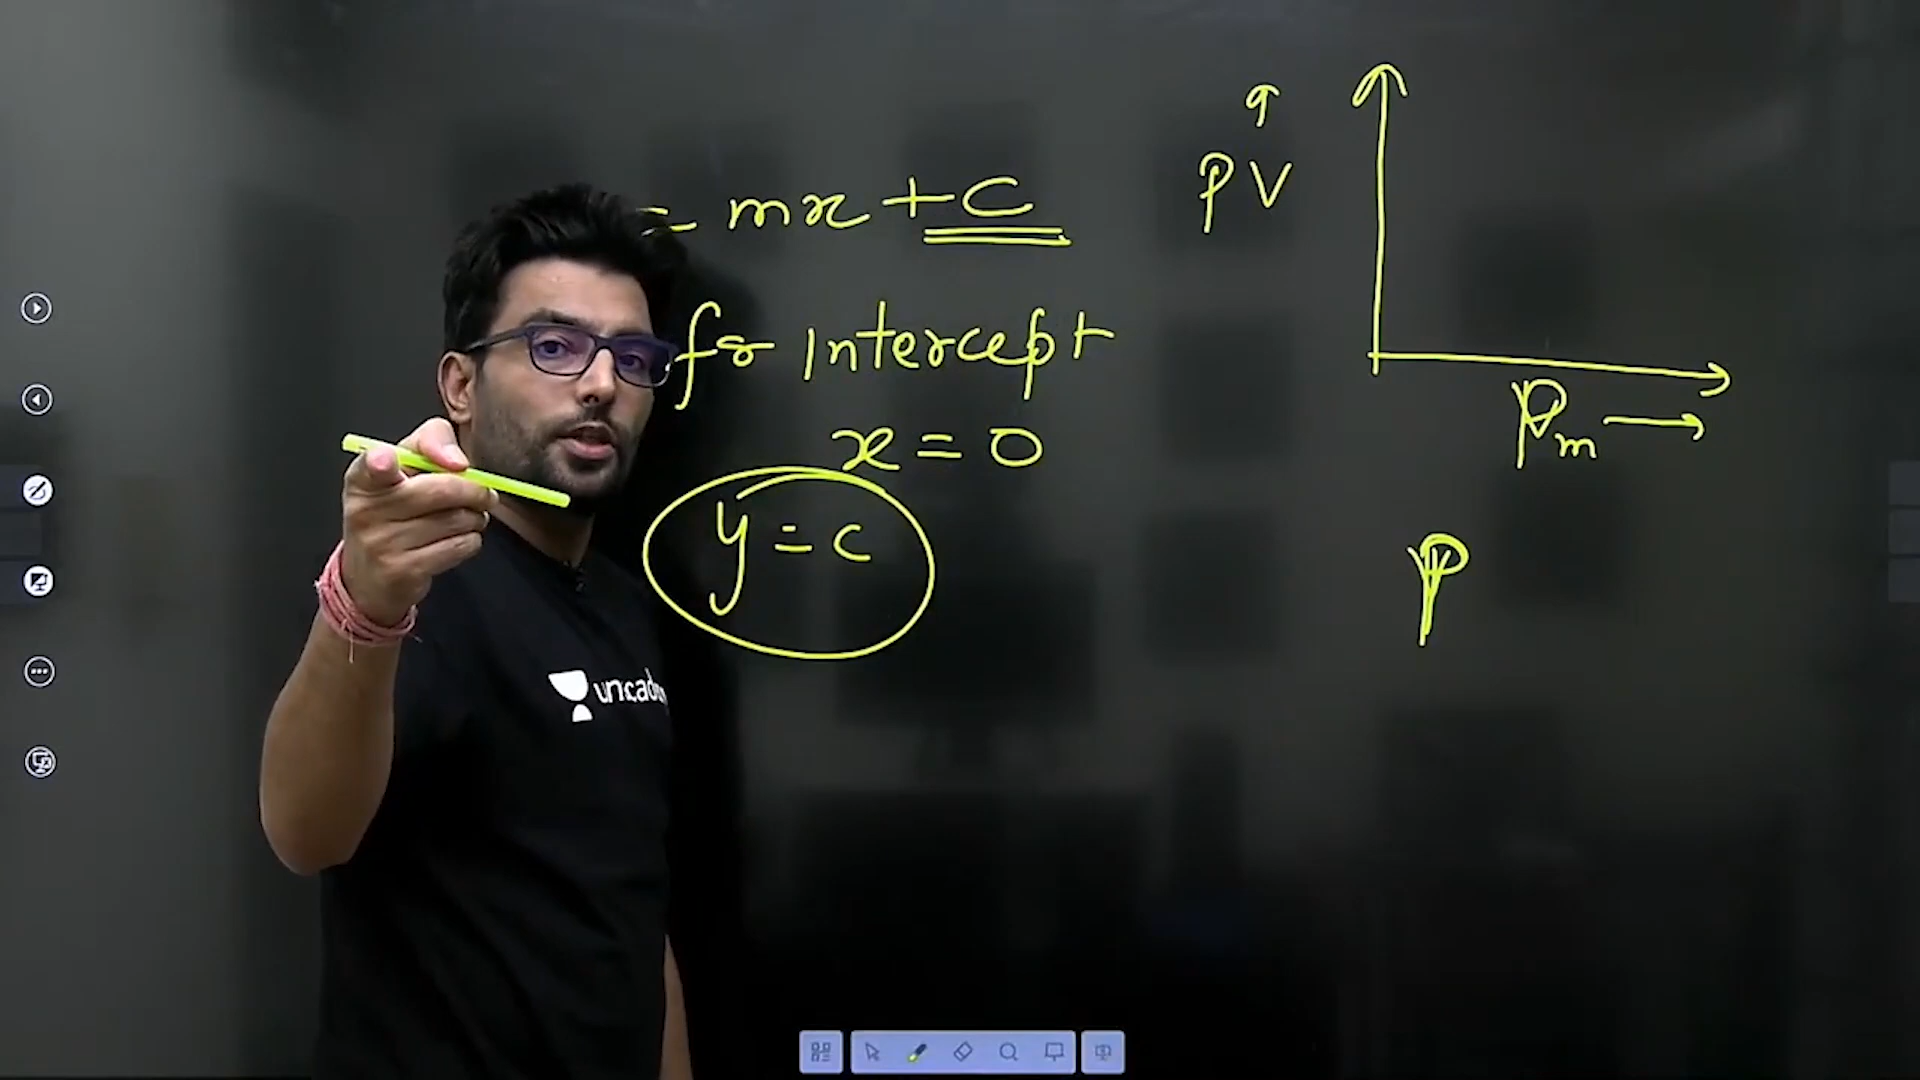 = mx + C
for Intercept
x = 0
y = c
PV
Pm
P